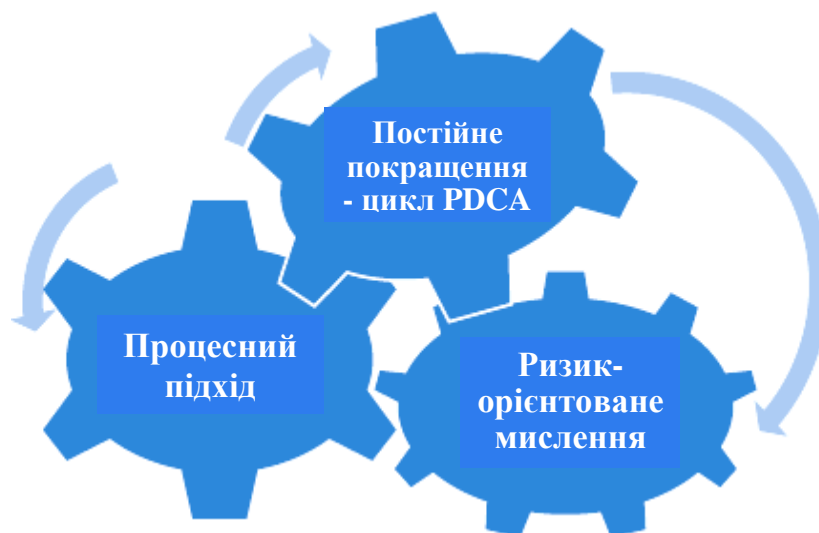 Постійне
покращення
- цикл PDCA
Процесний
підхід
Ризик-
орієнтоване
мислення